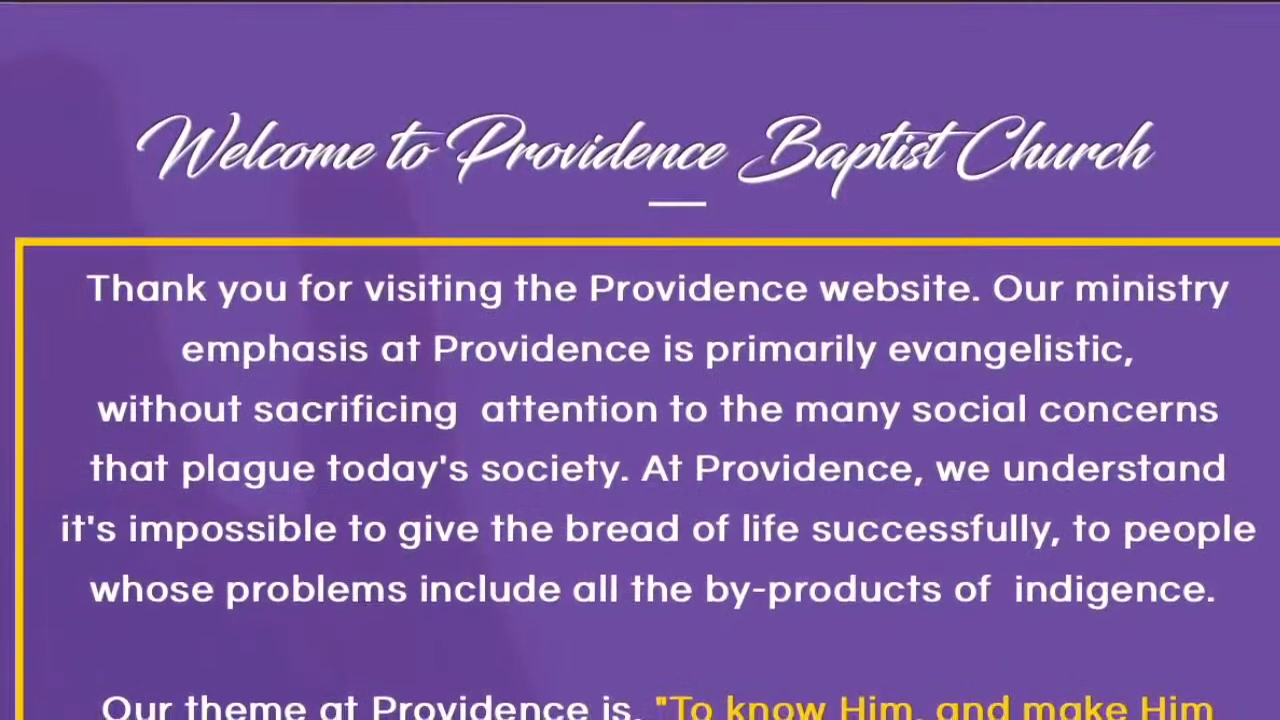 Welcome to Providence Baptist Church
Thank you for visiting the Providence website. Our ministry
emphasis at Providence is primarily evangelistic,
without sacrificing  attention to the many social concerns
that plague today's society. At Providence, we understand
it's impossible to give the bread of life successfully, to people
whose problems include all the by-products of  indigence.
Our theme at Providence is, "To know Him, and make Him